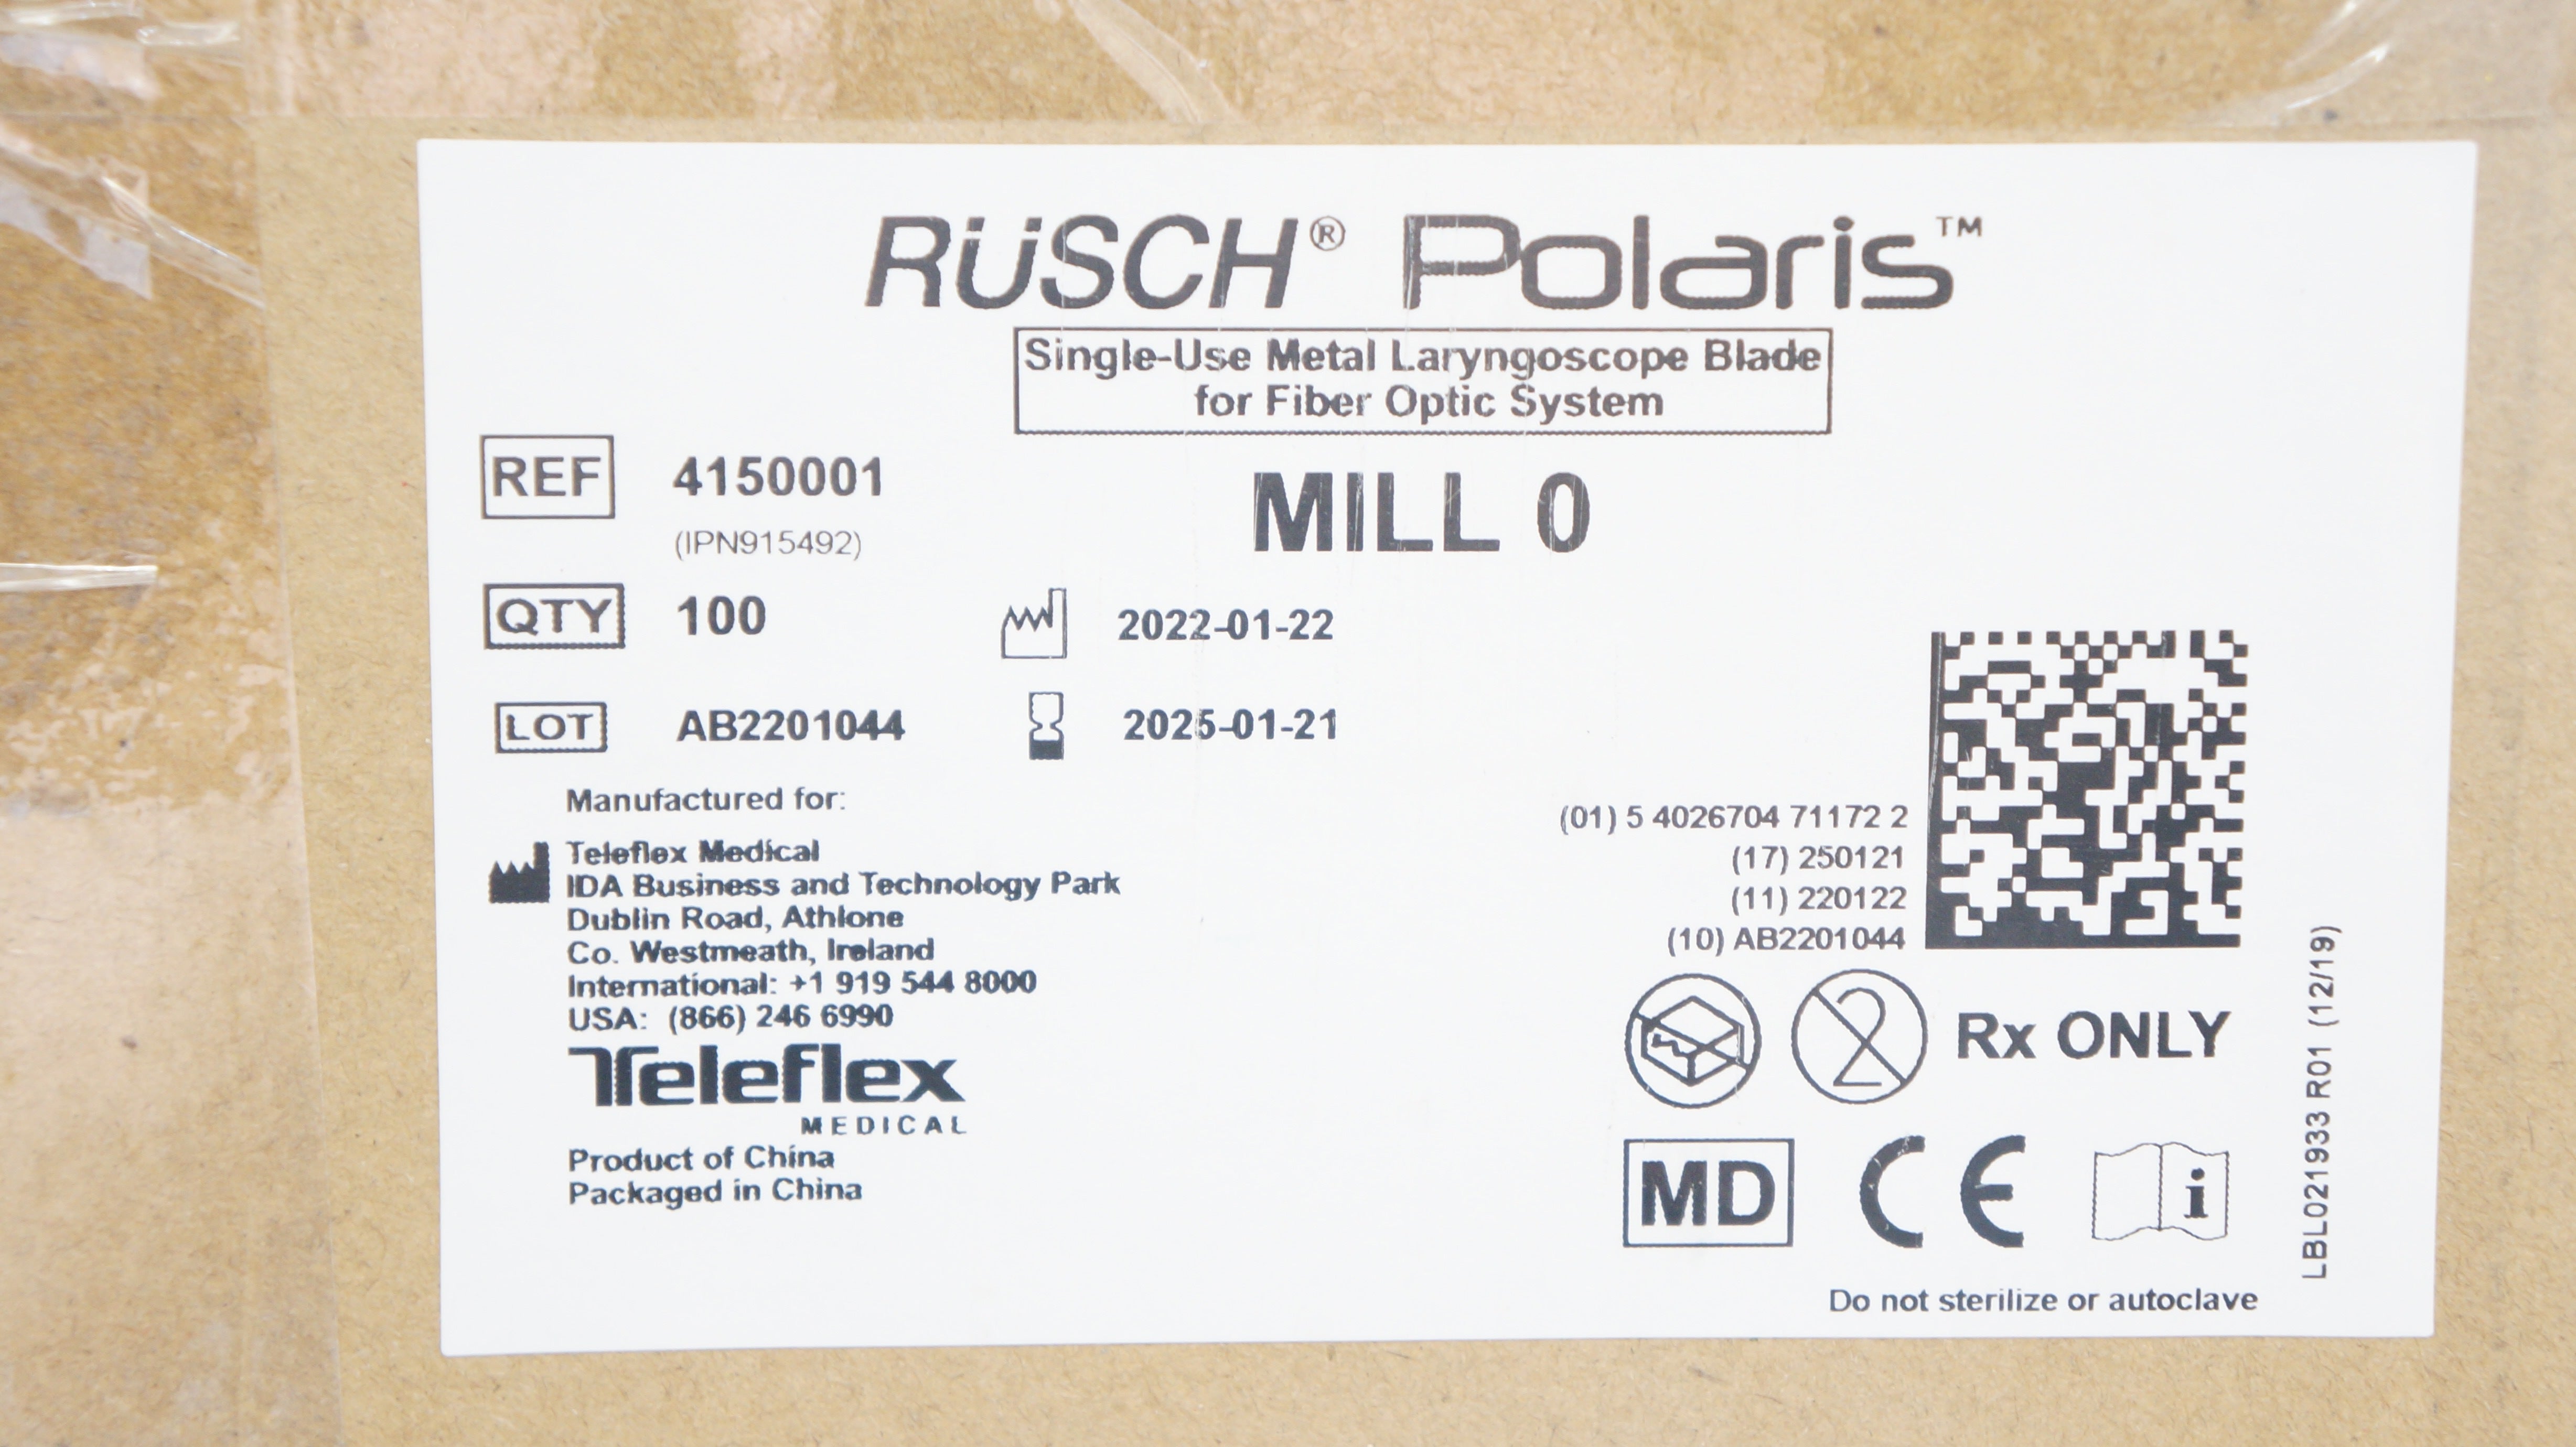 RÜSCH® Polaris™
Single-Use Metal Laryngoscope Blade
for Fiber Optic System
REF 4150001
(IPN915492)
MILL 0
QTY 100
2022-01-22
LOT AB2201044
2025-01-21
Manufactured for:
Teleflex Medical
IDA Business and Technology Park
Dublin Road, Athlone
Co. Westmeath, Ireland
International: +1 919 544 8000
USA: (866) 246 6990
Teleflex
MEDICAL
Product of China
Packaged in China
(01) 5 4026704 71172 2
(17) 250121
(11) 220122
(10) AB2201044
2 Rx ONLY
MD CE i
Do not sterilize or autoclave
LBL021933 R01 (12/19)